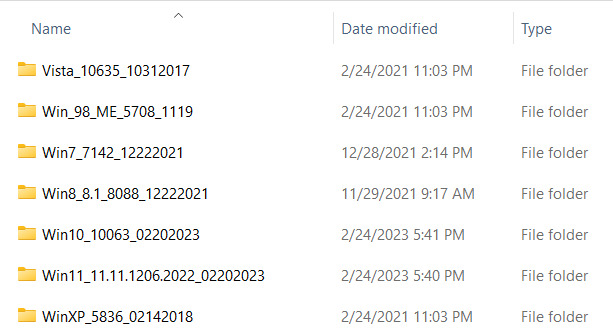 Name Date modified Type
Vista_10635_10312017 2/24/2021 11:03 PM File folder
Win_98_ME_5708_1119 2/24/2021 11:03 PM File folder
Win7_7142_12222021 12/28/2021 2:14 PM File folder
Win8_8.1_8088_12222021 11/29/2021 9:17 AM File folder
Win10_10063_02202023 2/24/2023 5:41 PM File folder
Win11_11.11.1206.2022_02202023 2/24/2023 5:40 PM File folder
WinXP_5836_02142018 2/24/2021 11:03 PM File folder